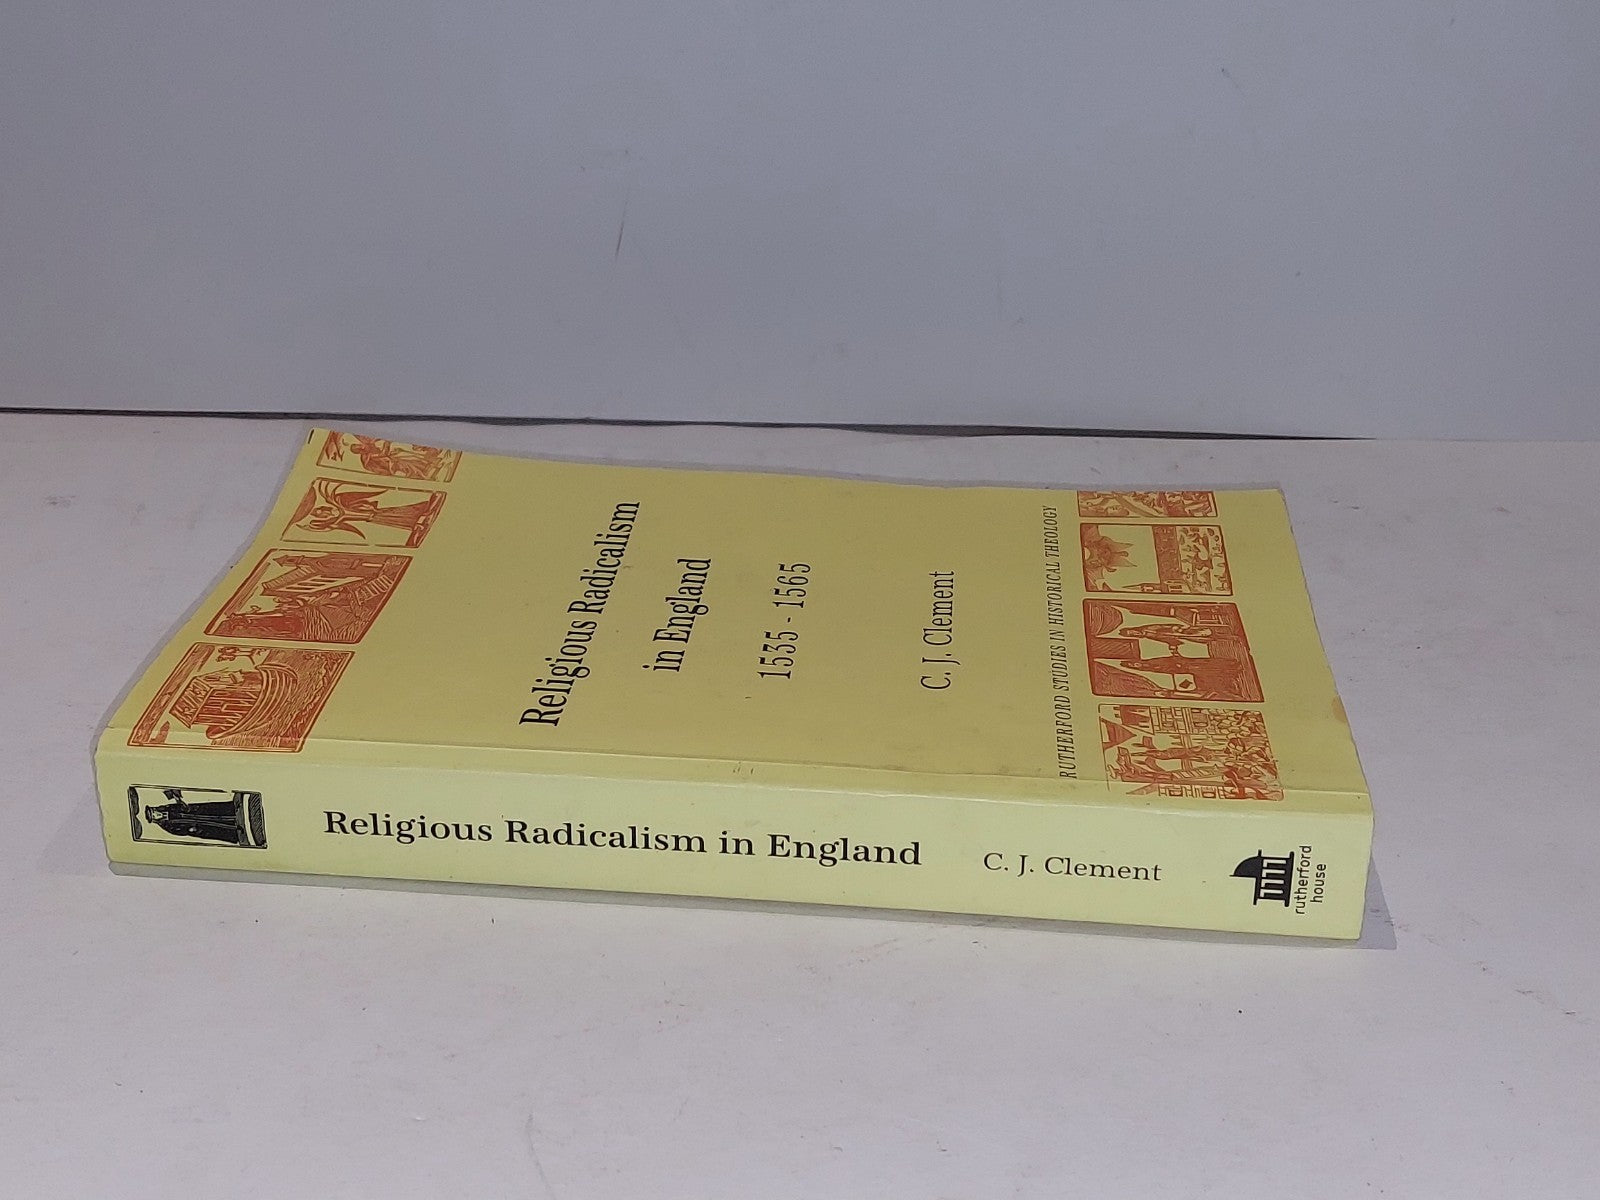 Religious Radicalism
in England
1535 - 1565
C. J. Clement
RUTHERFORD STUDIES IN HISTORICAL THEOLOGY
Religious Radicalism in England
C. J. Clement
rutherford
house